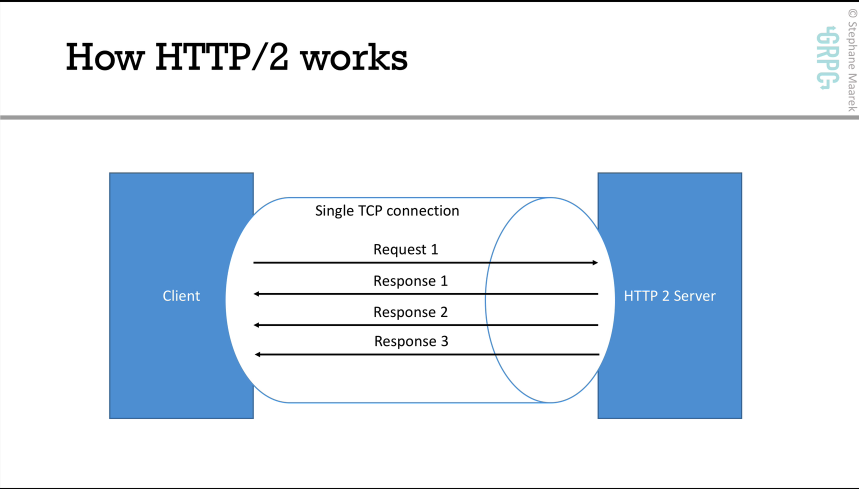 How HTTP/2 works
© Stephane Maarek
GRPC
Single TCP connection
Request 1
Response 1
Client
HTTP 2 Server
Response 2
Response 3